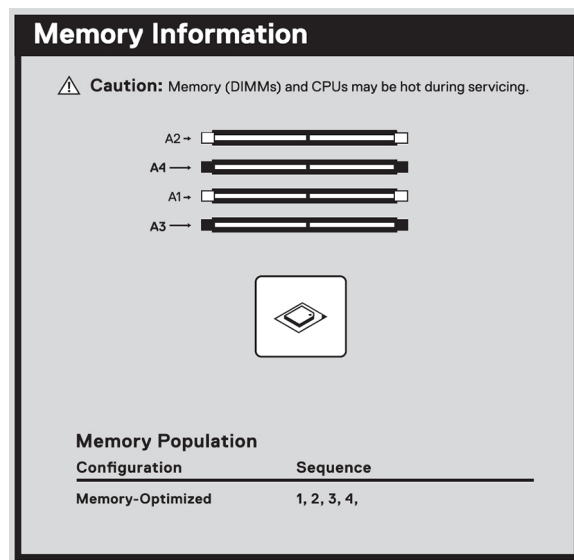 Memory Information
Caution: Memory (DIMMs) and CPUs may be hot during servicing.
A2
A4
A1
A3
Memory Population
Configuration Sequence
Memory-Optimized 1, 2, 3, 4,